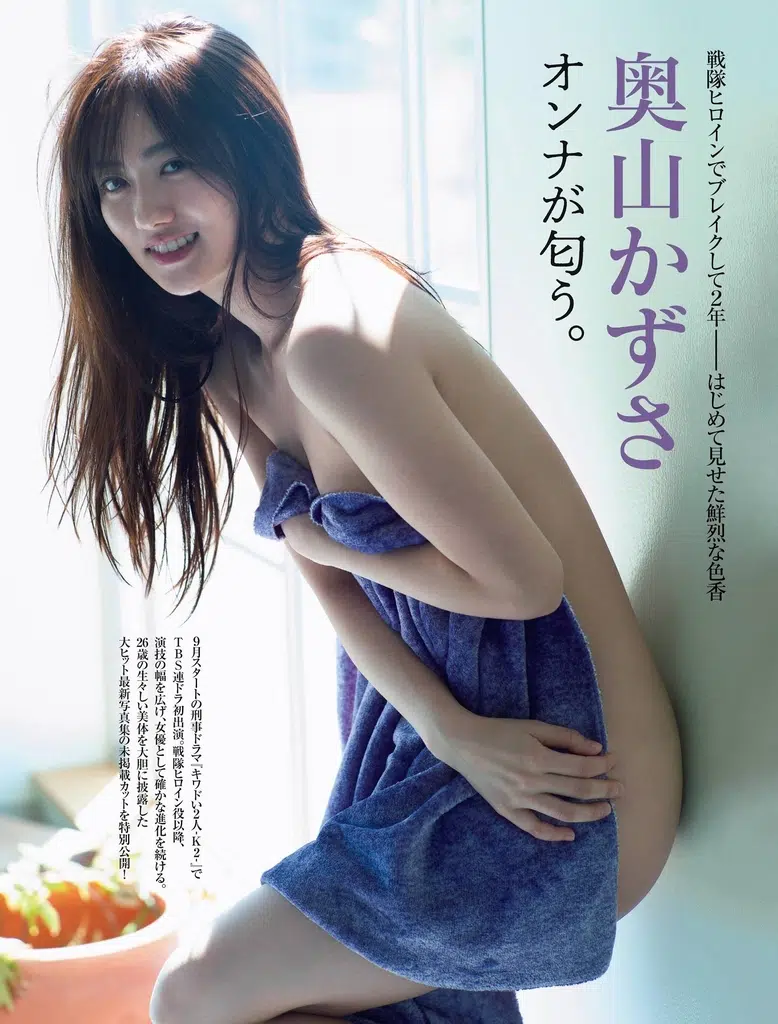 戦隊ヒロインでブレイクして2年——はじめて見せた鮮烈な色香
奥山かずさ
オンナが匂う。
9月スタートの刑事ドラマ『キワドい2人-K2-』で
TBS連ドラ初出演。戦隊ヒロイン役以降、
演技の幅を広げ、女優として確かな進化を続ける。
26歳の生々しい美体を大胆に披露した
大ヒット最新写真集の未掲載カットを特別公開!